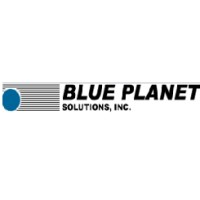 BLUE PLANET
SOLUTIONS, INC.